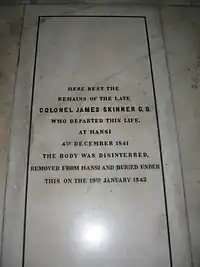 HERE REST THE
REMAINS OF THE LATE
COLONEL JAMES SKINNER C.B.
WHO DEPARTED THIS LIFE,
AT HANSI
4TH DECEMBER 1841
THE BODY WAS DISINTERRED,
REMOVED FROM HANSI AND BURIED UNDER
THIS ON THE 19TH JANUARY 1842